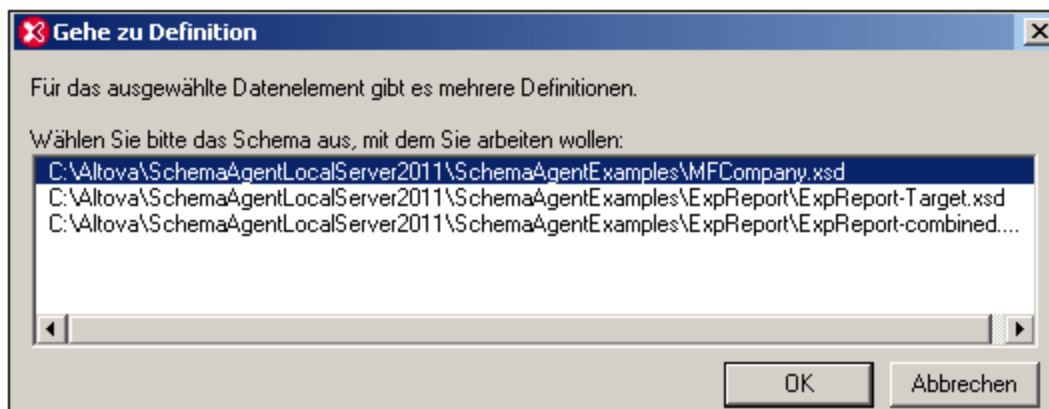 Gehe zu Definition
Für das ausgewählte Datenelement gibt es mehrere Definitionen.
Wählen Sie bitte das Schema aus, mit dem Sie arbeiten wollen:
C:\Altova\SchemaAgentLocalServer2011\SchemaAgentExamples\MFCompany.xsd
C:\Altova\SchemaAgentLocalServer2011\SchemaAgentExamples\ExpReport\ExpReport-Target.xsd
C:\Altova\SchemaAgentLocalServer2011\SchemaAgentExamples\ExpReport\ExpReport-combined....
OK Abbrechen